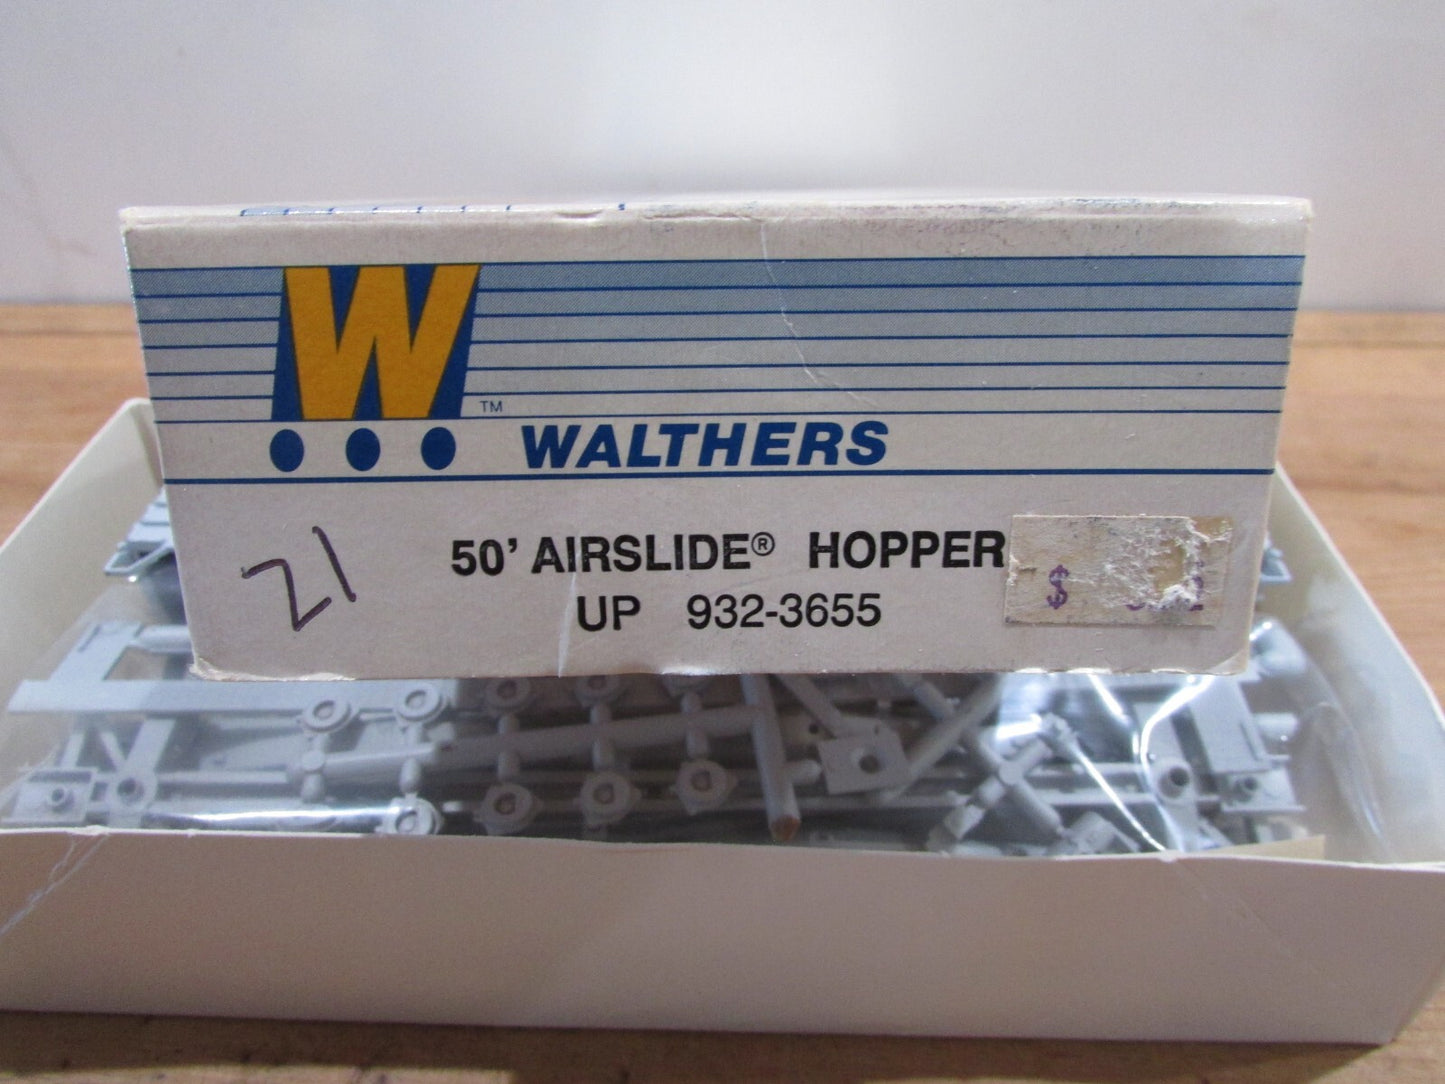 W ™
WALTHERS
21
50' AIRSLIDE® HOPPER
UP 932-3655
$